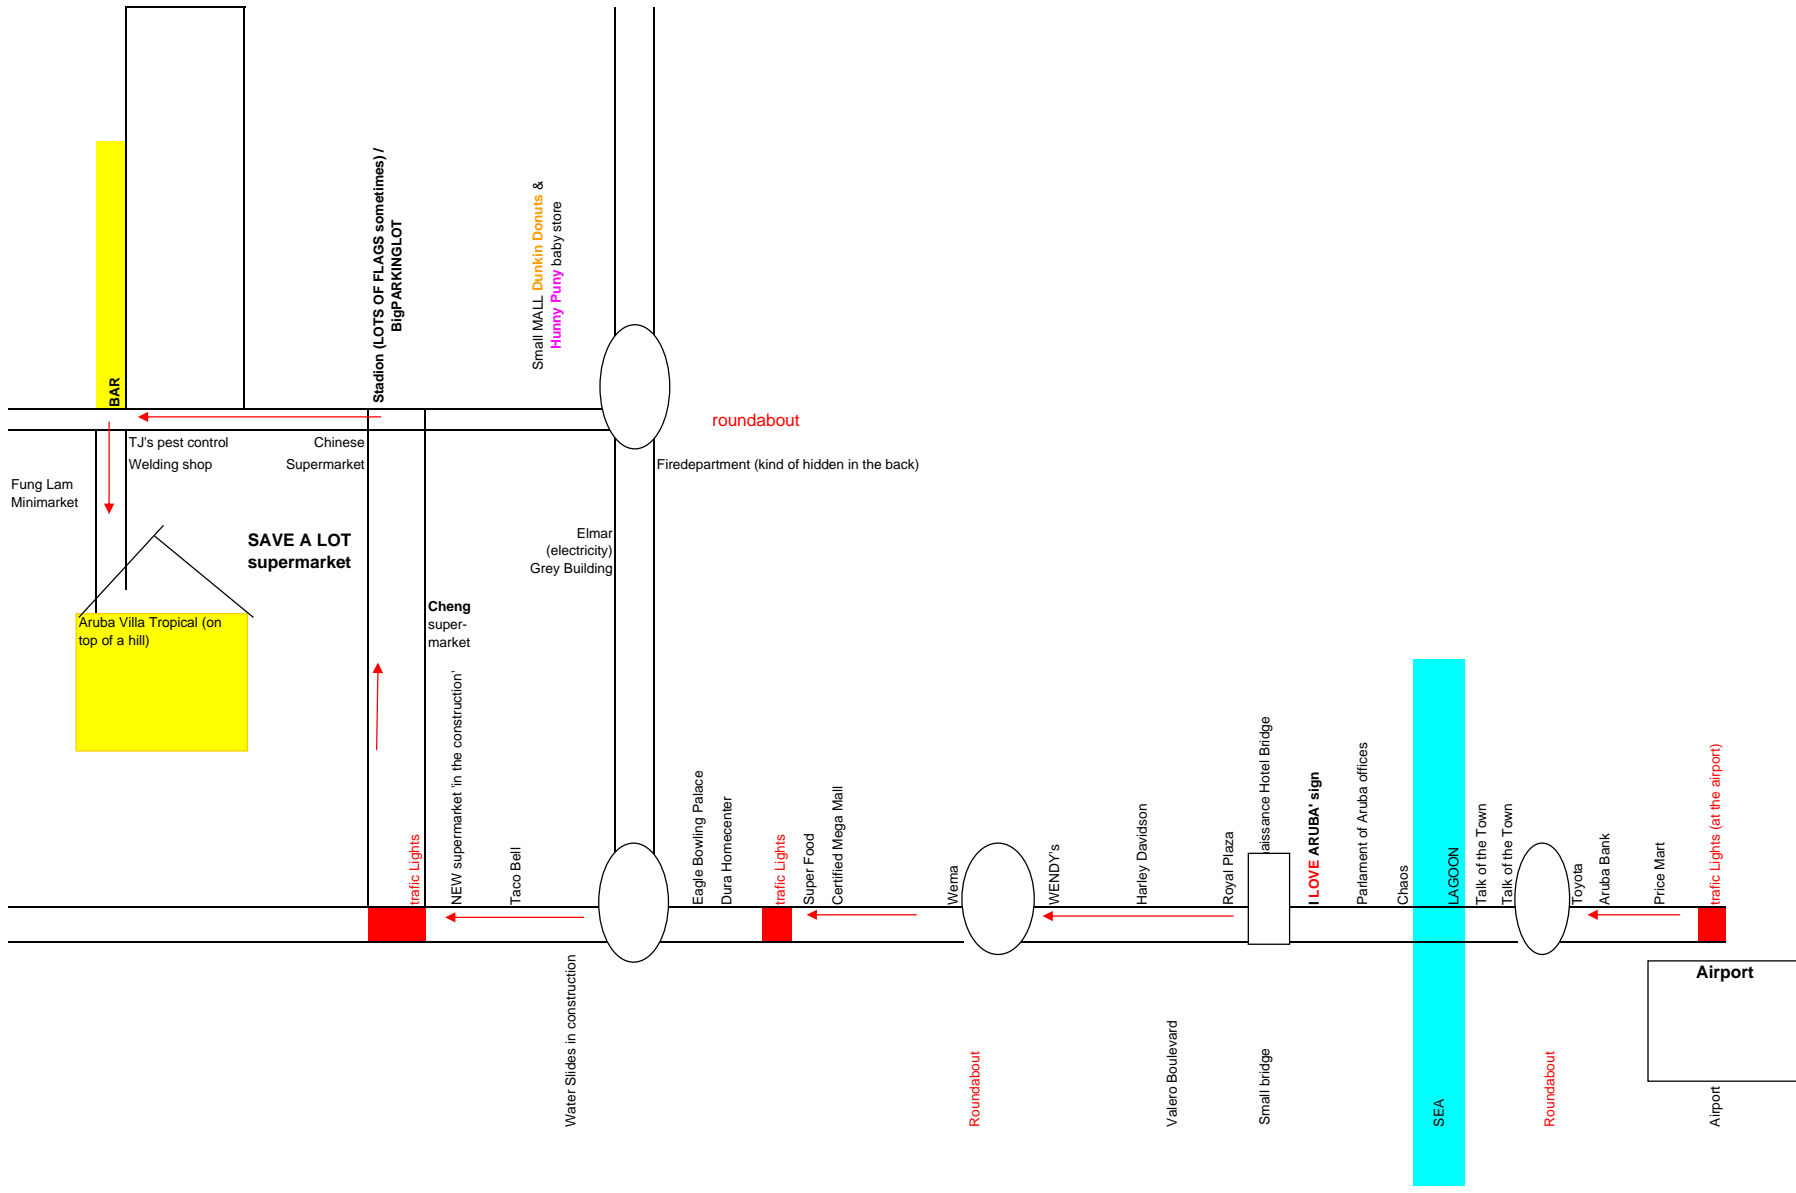 Stadion (LOTS OF FLAGS sometimes) /
BigPARKINGLOT
Small MALL Dunkin Donuts &
Hunny Puny baby store
BAR
roundabout
TJ's pest control
Welding shop
Chinese
Supermarket
Firedepartment (kind of hidden in the back)
Fung Lam
Minimarket
SAVE A LOT
supermarket
Elmar
(electricity)
Grey Building
Cheng
super-
market
Aruba Villa Tropical (on
top of a hill)
trafic Lights
NEW supermarket 'in the construction'
Taco Bell
Eagle Bowling Palace
Dura Homecenter
trafic Lights
Super Food
Certified Mega Mall
Wema
WENDY's
Harley Davidson
Royal Plaza
naissance Hotel Bridge
I LOVE ARUBA' sign
Parlament of Aruba offices
Chaos
LAGOON
Talk of the Town
Talk of the Town
Toyota
Aruba Bank
Price Mart
trafic Lights (at the airport)
Airport
Water Slides in construction
Roundabout
Valero Boulevard
Small bridge
SEA
Roundabout
Airport